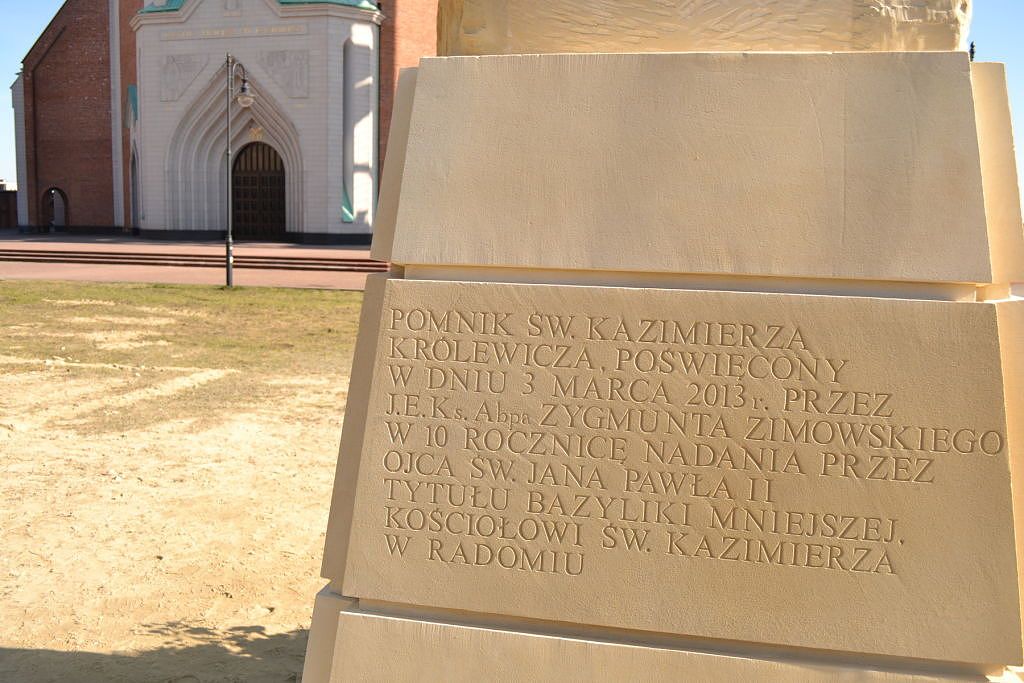 POMNIK ŚW. KAZIMIERZA
KRÓLEWICZA, POŚWIĘCONY
W DNIU 3 MARCA 2013 r. PRZEZ
J.E.Ks. Abpa ZYGMUNTA ZIMOWSKIEGO
W 10 ROCZNICĘ NADANIA PRZEZ
OJCA ŚW. JANA PAWŁA II
TYTUŁU BAZYLIKI MNIEJSZEJ,
KOŚCIOŁOWI ŚW. KAZIMIERZA
W RADOMIU